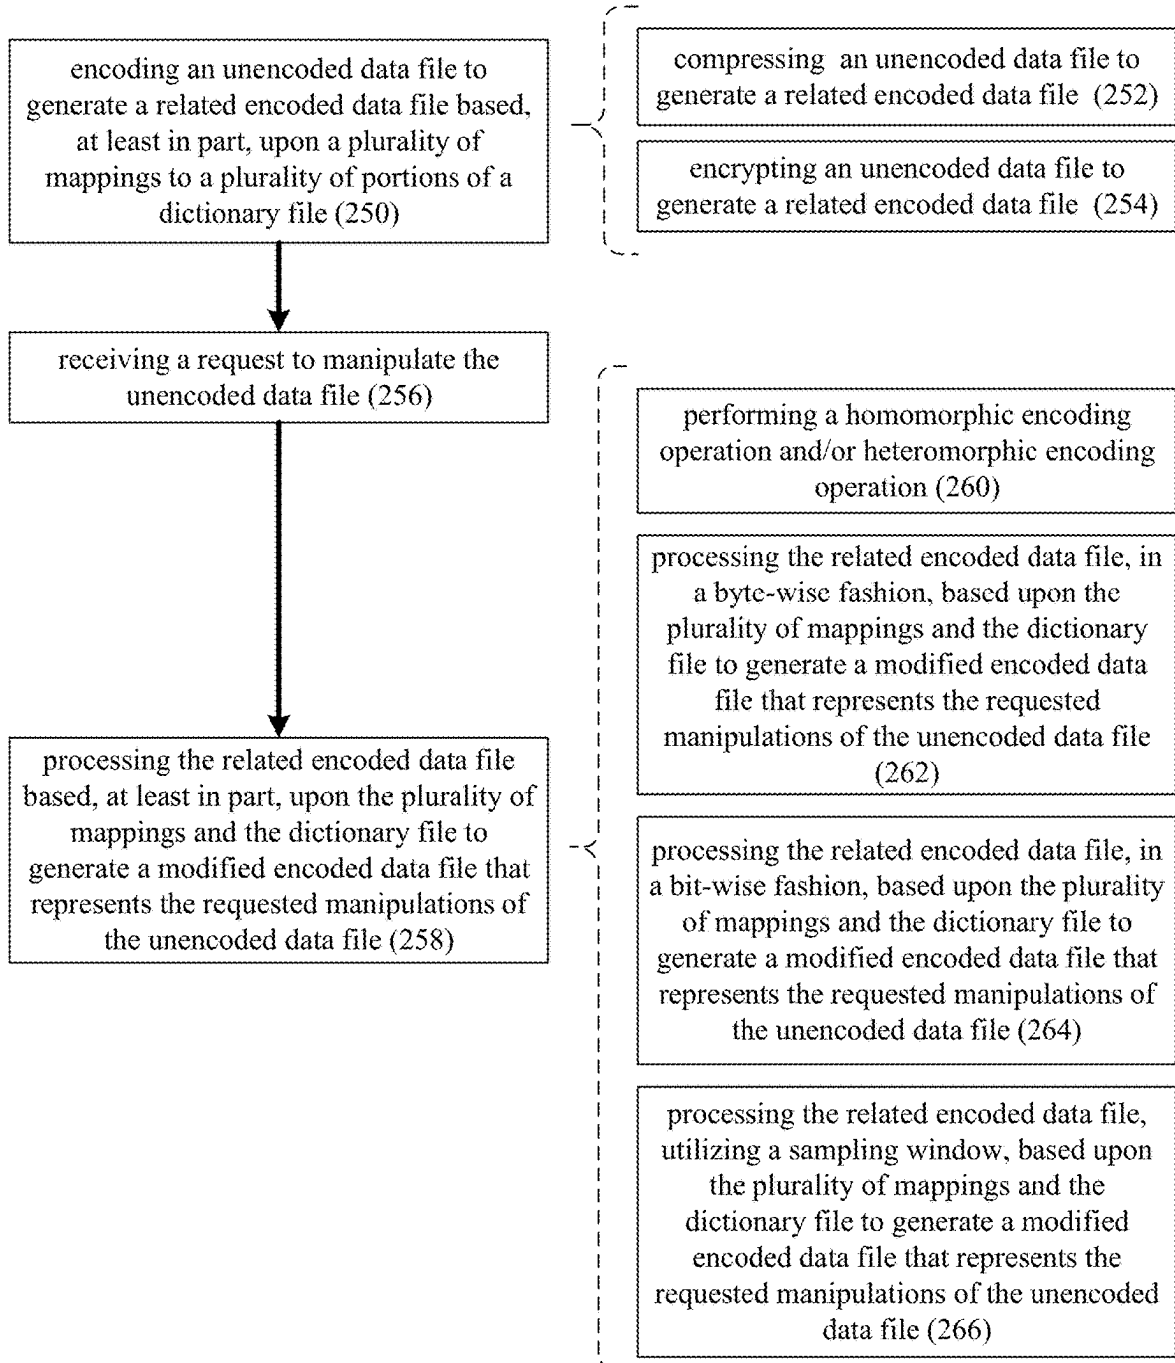 encoding an unencoded data file to
generate a related encoded data file based,
at least in part, upon a plurality of
mappings to a plurality of portions of a
dictionary file (250)
compressing an unencoded data file to
generate a related encoded data file (252)
encrypting an unencoded data file to
generate a related encoded data file (254)
receiving a request to manipulate the
unencoded data file (256)
processing the related encoded data file
based, at least in part, upon the plurality of
mappings and the dictionary file to
generate a modified encoded data file that
represents the requested manipulations of
the unencoded data file (258)
performing a homomorphic encoding
operation and/or heteromorphic encoding
operation (260)
processing the related encoded data file, in
a byte-wise fashion, based upon the
plurality of mappings and the dictionary
file to generate a modified encoded data
file that represents the requested
manipulations of the unencoded data file
(262)
processing the related encoded data file, in
a bit-wise fashion, based upon the plurality
of mappings and the dictionary file to
generate a modified encoded data file that
represents the requested manipulations of
the unencoded data file (264)
processing the related encoded data file,
utilizing a sampling window, based upon
the plurality of mappings and the
dictionary file to generate a modified
encoded data file that represents the
requested manipulations of the unencoded
data file (266)